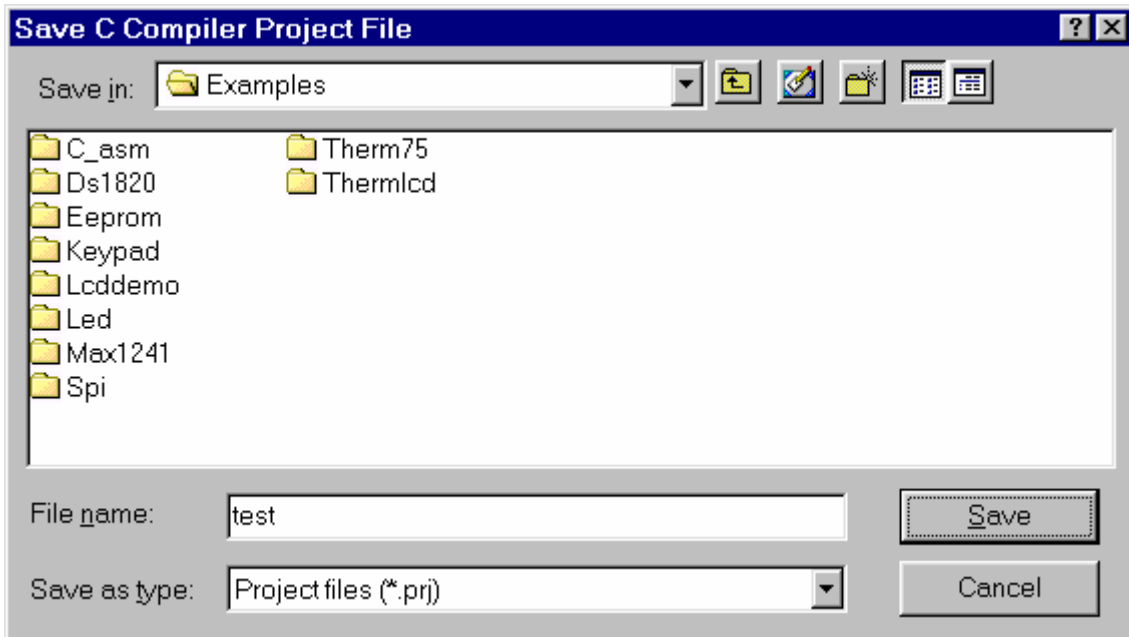 Save C Compiler Project File
Save in: Examples
C_asm Therm75
Ds1820 Thermlcd
Eeprom
Keypad
Lcddemo
Led
Max1241
Spi
File name: test Save
Save as type: Project files (*.prj) Cancel